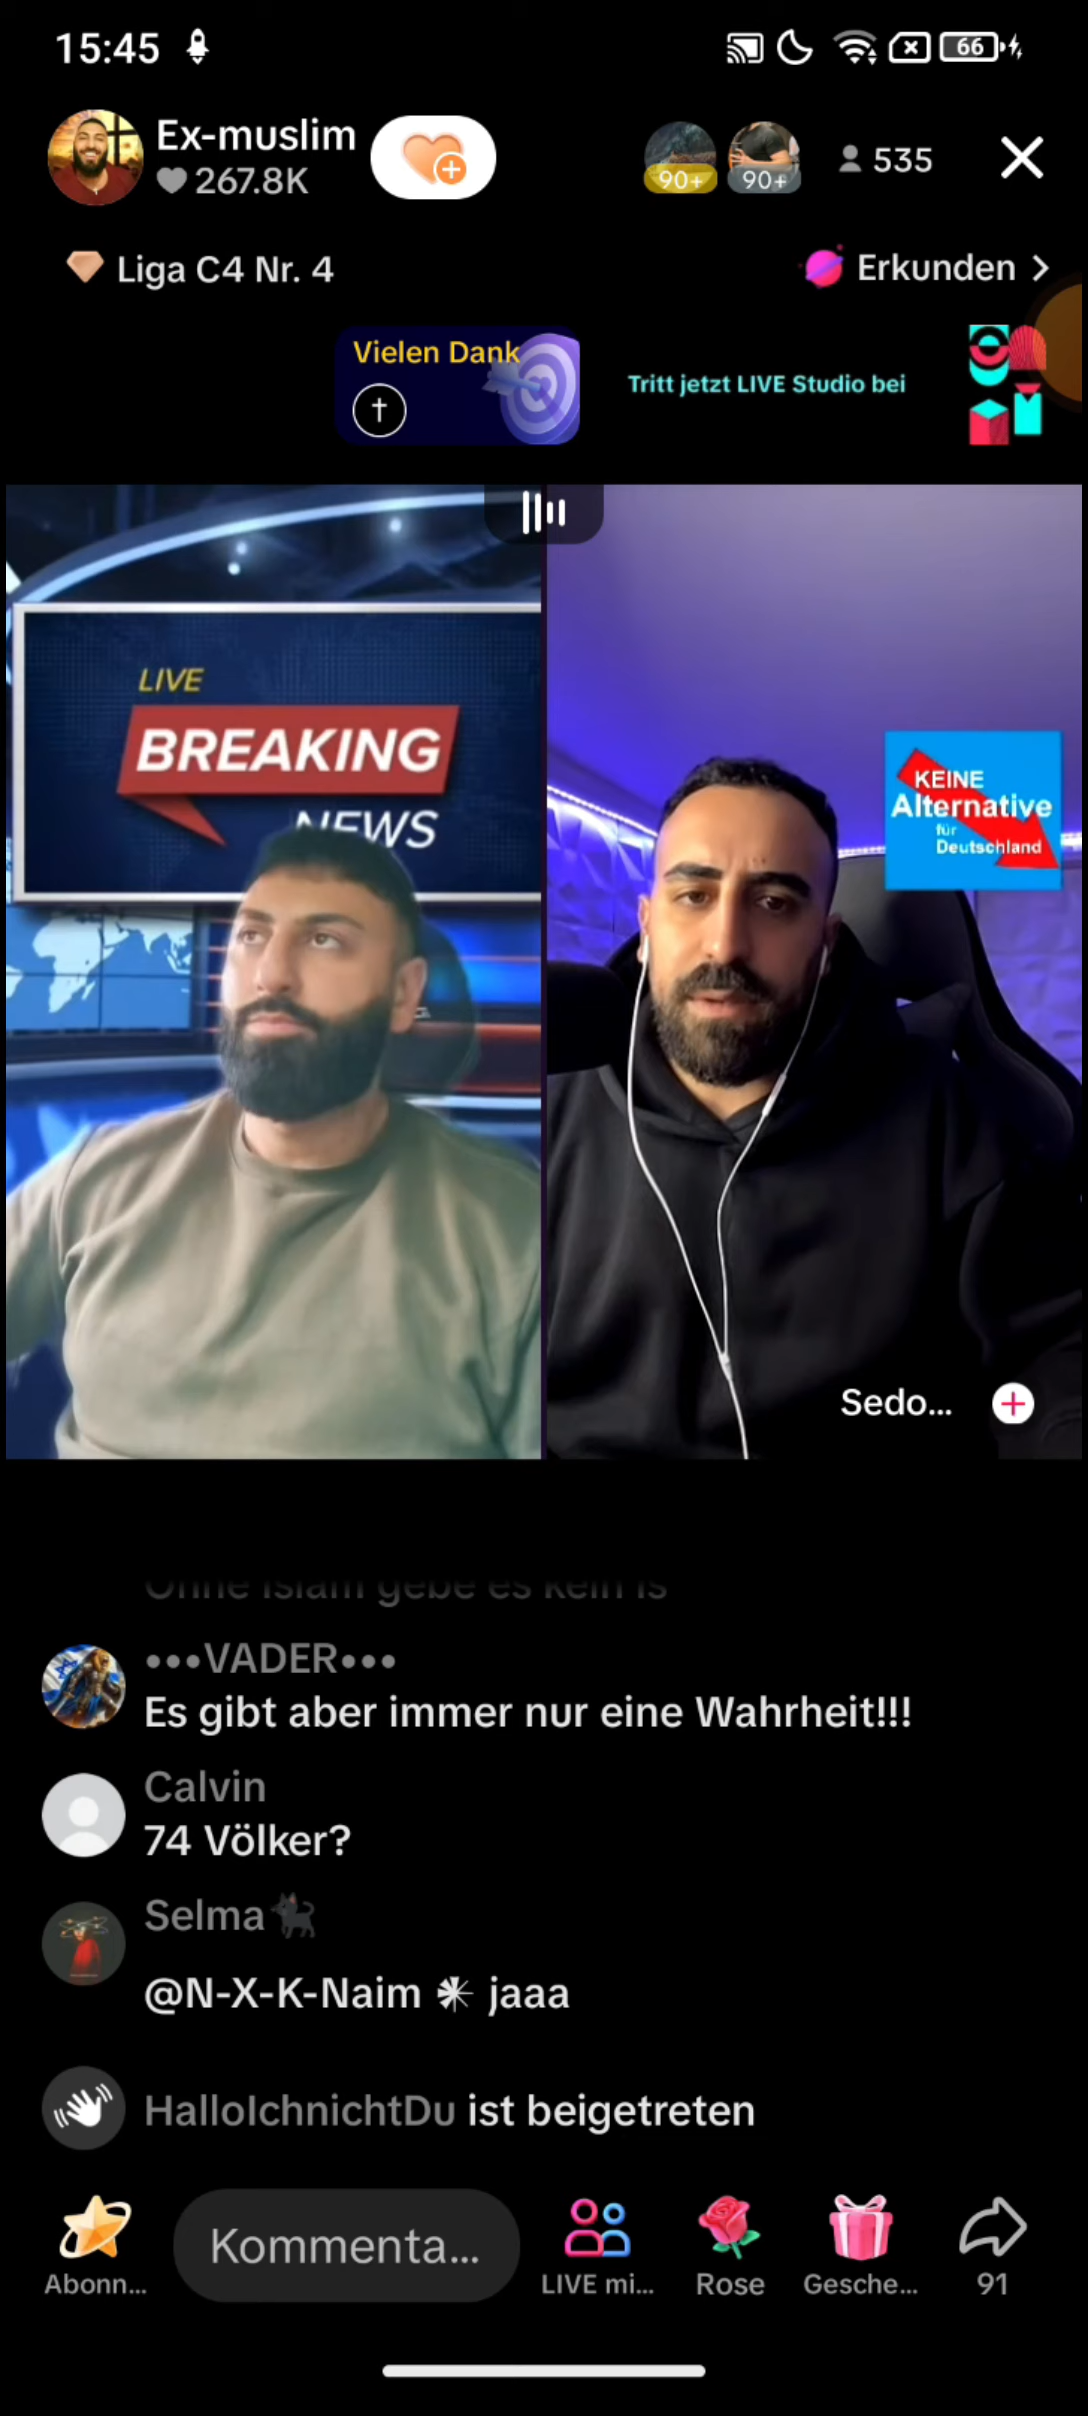 15:45
66
Ex-muslim
267.8K
90+
90+
535
Liga C4 Nr. 4
Erkunden >
Vielen Dank
Tritt jetzt LIVE Studio bei
LIVE
BREAKING
NEWS
KEINE
Alternative
für
Deutschland
Sedo...
Ohne Islam gebe es kein is
•••VADER•••
Es gibt aber immer nur eine Wahrheit!!!
Calvin
74 Völker?
Selma🐈‍⬛
@N-X-K-Naim ✴ jaaa
HalloIchnichtDu ist beigetreten
Abonn...
Kommenta...
LIVE mi...
Rose
Gesche...
91